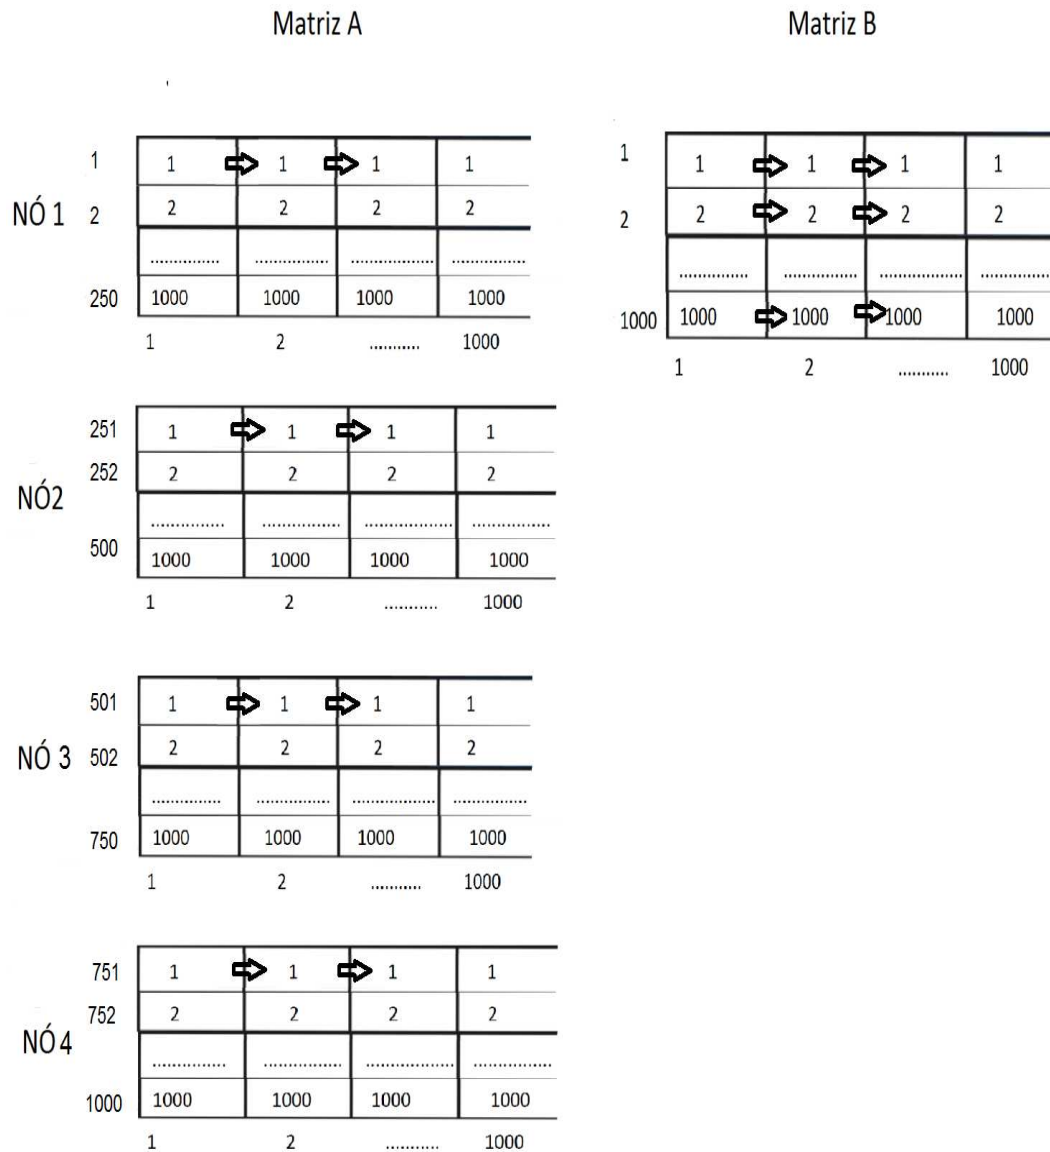 Matriz A
Matriz B
NÓ 1
1 1 1 1 1
2 2 2 2 2
.............. .............. .............. ..............
250 1000 1000 1000 1000
1 2 ........... 1000
1 1 1 1 1
2 2 2 2 2
.............. .............. .............. ..............
1000 1000 1000 1000 1000
1 2 ........... 1000
NÓ2
251 1 1 1 1
252 2 2 2 2
.............. .............. .............. ..............
500 1000 1000 1000 1000
1 2 ........... 1000
NÓ 3
501 1 1 1 1
502 2 2 2 2
.............. .............. .............. ..............
750 1000 1000 1000 1000
1 2 ........... 1000
NÓ 4
751 1 1 1 1
752 2 2 2 2
.............. .............. .............. ..............
1000 1000 1000 1000 1000
1 2 ........... 1000